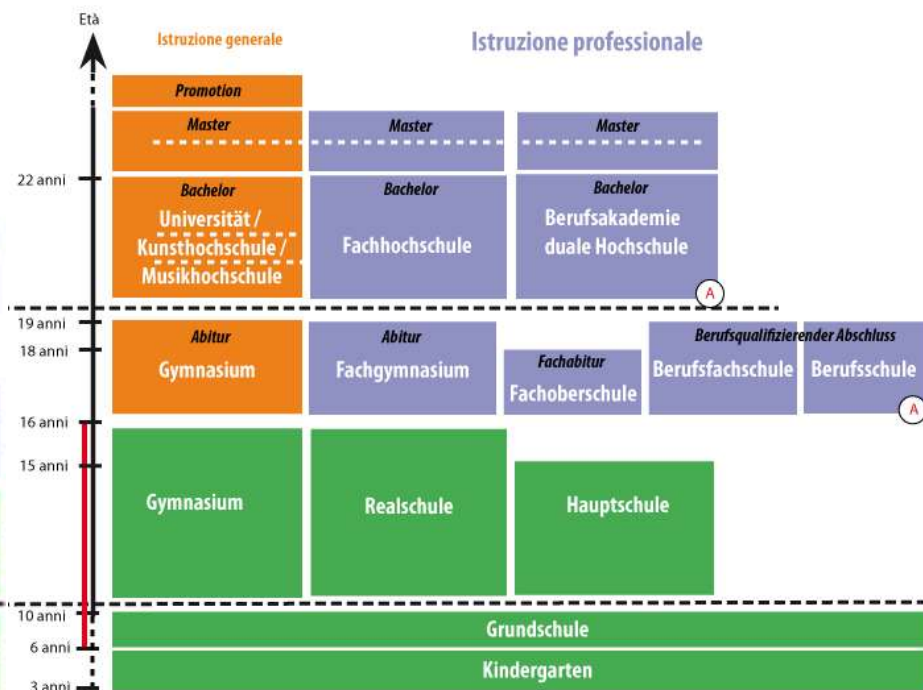 Età
Istruzione generale
Istruzione professionale
Promotion
Master
Master
Master
22 anni
Bachelor
Universität /
Kunsthochschule /
Musikhochschule
Bachelor
Fachhochschule
Bachelor
Berufsakademie
duale Hochschule
A
19 anni
18 anni
Abitur
Gymnasium
Abitur
Fachgymnasium
Fachabitur
Fachoberschule
Berufsqualifizierender Abschluss
Berufsfachschule
Berufsschule
A
16 anni
15 anni
Gymnasium
Realschule
Hauptschule
10 anni
Grundschule
6 anni
Kindergarten
3 anni